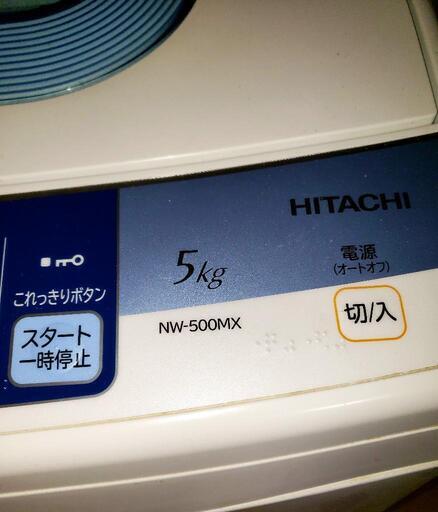 HITACHI
5kg
電源
(オートオフ)
これっきりボタン
切/入
NW-500MX
スタート
一時停止